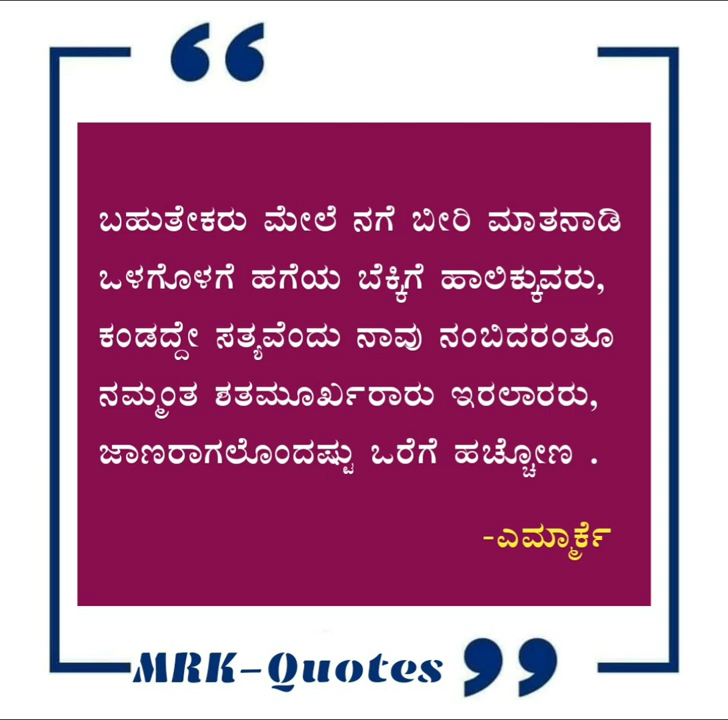 ಬಹುತೇಕರು ಮೇಲೆ ನಗೆ ಬೀರಿ ಮಾತನಾಡಿ
ಒಳಗೊಳಗೆ ಹಗೆಯ ಬೆಕ್ಕಿಗೆ ಹಾಲಿಕ್ಕುವರು,
ಕಂಡದ್ದೇ ಸತ್ಯವೆಂದು ನಾವು ನಂಬಿದರಂತೂ
ನಮ್ಮಂತ ಶತಮೂರ್ಖರಾರು ಇರಲಾರರು,
ಜಾಣರಾಗಲೊಂದಷ್ಟು ಒರೆಗೆ ಹಚ್ಚೋಣ .
-ಎಮ್ಮಾರ್ಕೆ
MRK-Quotes